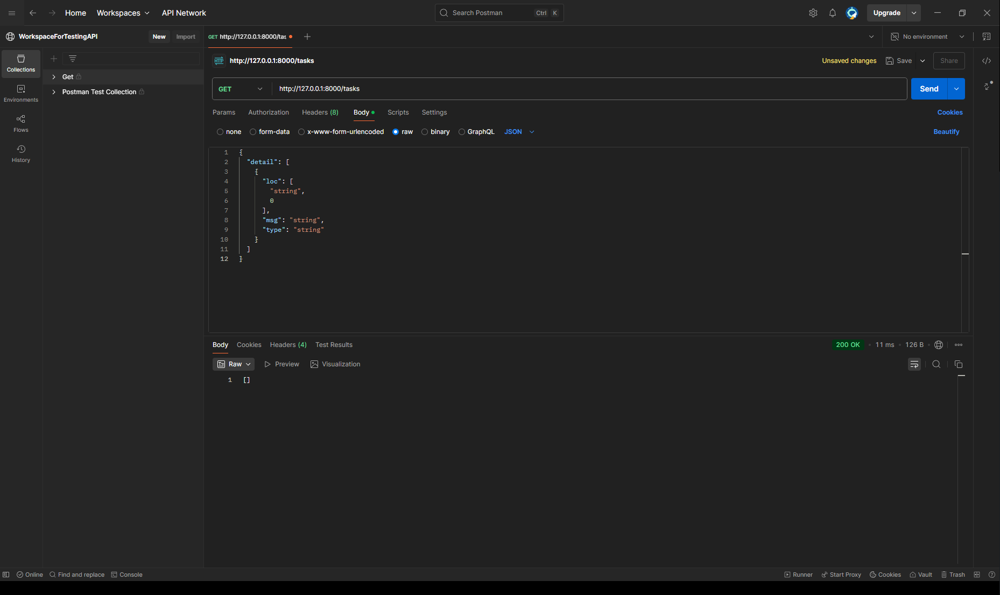 Home Workspaces API Network Search Postman Ctrl K Upgrade
WorkspaceForTestingAPI New Import GET http://127.0.0.1:8000/tas No environment
HTTP http://127.0.0.1:8000/tasks Unsaved changes Save Share
Collections
Environments
Flows
History
Get
Postman Test Collection
GET http://127.0.0.1:8000/tasks Send
Params Authorization Headers (8) Body Scripts Settings Cookies
none form-data x-www-form-urlencoded raw binary GraphQL JSON Beautify
1 {
2 "detail": [
3 {
4 "loc": [
5 "string",
6 0
7 ],
8 "msg": "string",
9 "type": "string"
10 }
11 ]
12 }
Body Cookies Headers (4) Test Results 200 OK 11 ms 126 B
Raw Preview Visualization
1 []
Online Find and replace Console Runner Start Proxy Cookies Vault Trash